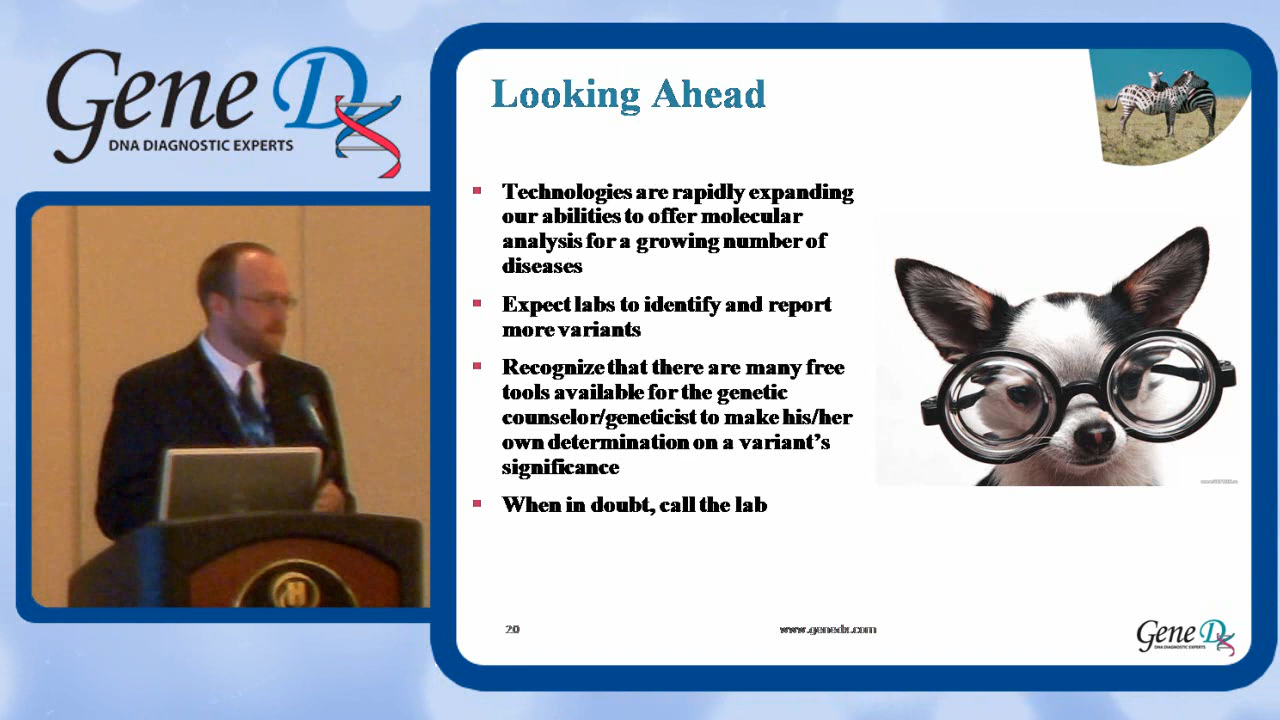 Gene Dx
DNA DIAGNOSTIC EXPERTS
Looking Ahead
Technologies are rapidly expanding
our abilities to offer molecular
analysis for a growing number of
diseases
Expect labs to identify and report
more variants
Recognize that there are many free
tools available for the genetic
counselor/geneticist to make his/her
own determination on a variant's
significance
When in doubt, call the lab
20
www.genedx.com
Gene Dx
DNA DIAGNOSTIC EXPERTS